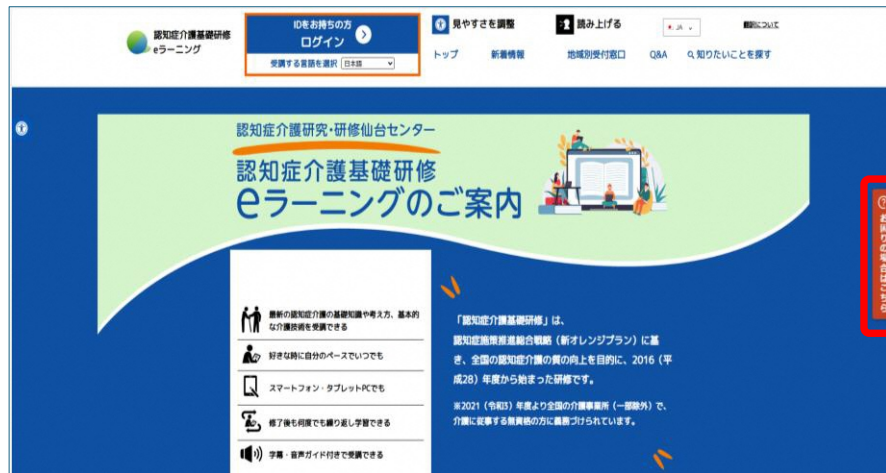 認知症介護基礎研修
eラーニング
IDをお持ちの方
ログイン
受講する言語を選択 日本語
見やすさを調整
読み上げる
JA
について
トップ
新着情報
地域別受付窓口
Q&A
知りたいことを探す
認知症介護研究・研修仙台センター
認知症介護基礎研修
eラーニングのご案内
お困りの場合はこちら
最新の認知症介護の基礎知識や考え方、基本的
な介護技術を受講できる
好きな時に自分のペースでいつでも
スマートフォン・タブレットPCでも
修了後も何度でも繰り返し学習できる
字幕・音声ガイド付きで受講できる
「認知症介護基礎研修」は、
認知症施策推進総合戦略（新オレンジプラン）に基
き、全国の認知症介護の質の向上を目的に、2016（平
成28）年度から始まった研修です。
※2021（令和3）年度より全国の介護事業所（一部除外）で、
介護に従事する無資格の方に義務づけられています。